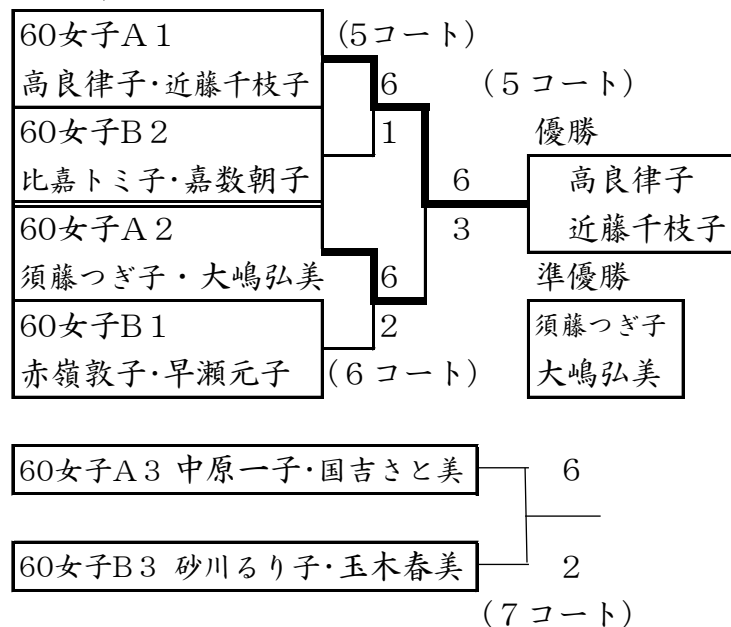 60女子A1
高良律子・近藤千枝子
(5コート)
6
60女子B2
比嘉トミ子・嘉数朝子
1
60女子A2
須藤つぎ子・大嶋弘美
6
60女子B1
赤嶺敦子・早瀬元子
2
(6コート)
(5コート)
6
3
優勝
高良律子
近藤千枝子
準優勝
須藤つぎ子
大嶋弘美
60女子A3 中原一子・国吉さと美
6
60女子B3 砂川るり子・玉木春美
2
(7コート)